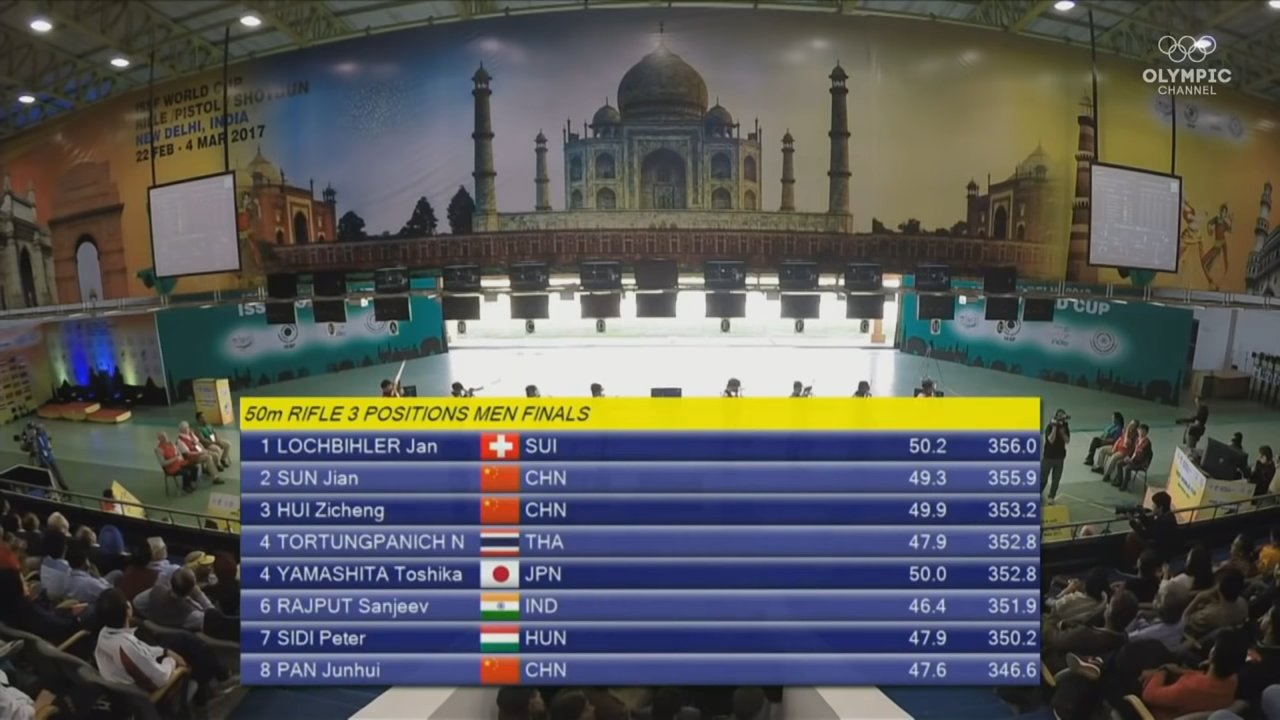 OLYMPIC
CHANNEL
ISSF WORLD CUP
RIFLE /PISTOL/ SHOTGUN
NEW DELHI, INDIA
22 FEB - 4 MAR 2017
ISS
D CUP
50m RIFLE 3 POSITIONS MEN FINALS
1 LOCHBIHLER Jan SUI 50.2 356.0
2 SUN Jian CHN 49.3 355.9
3 HUI Zicheng CHN 49.9 353.2
4 TORTUNGPANICH N THA 47.9 352.8
4 YAMASHITA Toshika JPN 50.0 352.8
6 RAJPUT Sanjeev IND 46.4 351.9
7 SIDI Peter HUN 47.9 350.2
8 PAN Junhui CHN 47.6 346.6